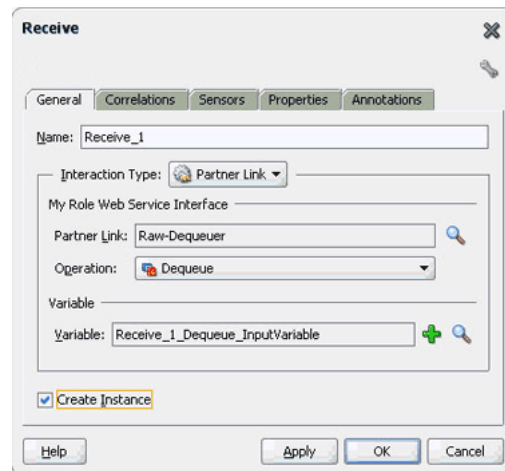 Receive
General Correlations Sensors Properties Annotations
Name: Receive_1
Interaction Type: Partner Link
My Role Web Service Interface
Partner Link: Raw-Dequeuer
Operation: Dequeue
Variable
Variable: Receive_1_Dequeue_InputVariable
Create Instance
Help Apply OK Cancel